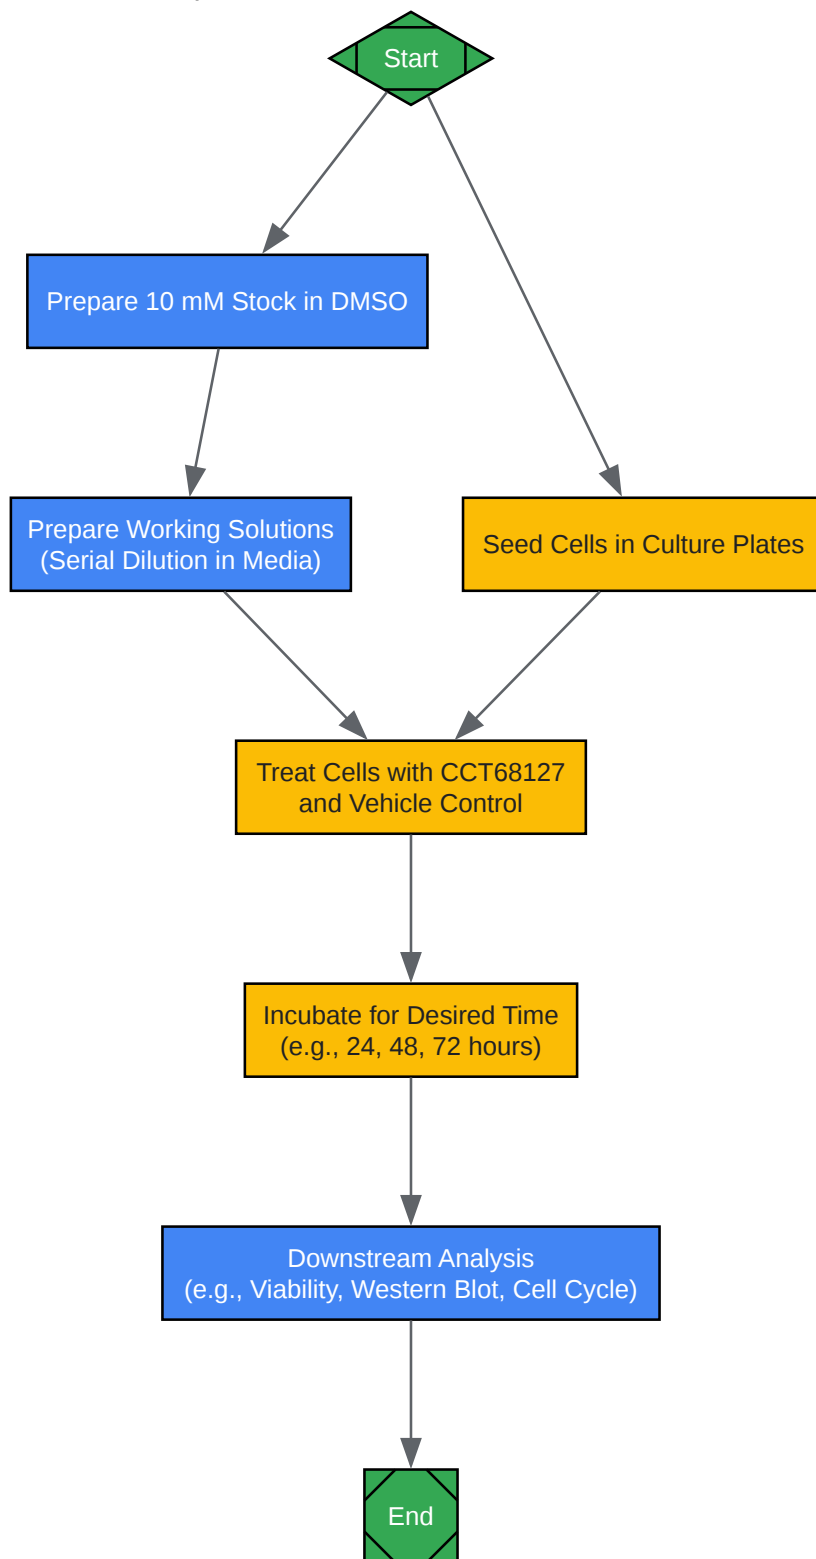 Start
Prepare 10 mM Stock in DMSO
Prepare Working Solutions
(Serial Dilution in Media)
Seed Cells in Culture Plates
Treat Cells with CCT68127
and Vehicle Control
Incubate for Desired Time
(e.g., 24, 48, 72 hours)
Downstream Analysis
(e.g., Viability, Western Blot, Cell Cycle)
End